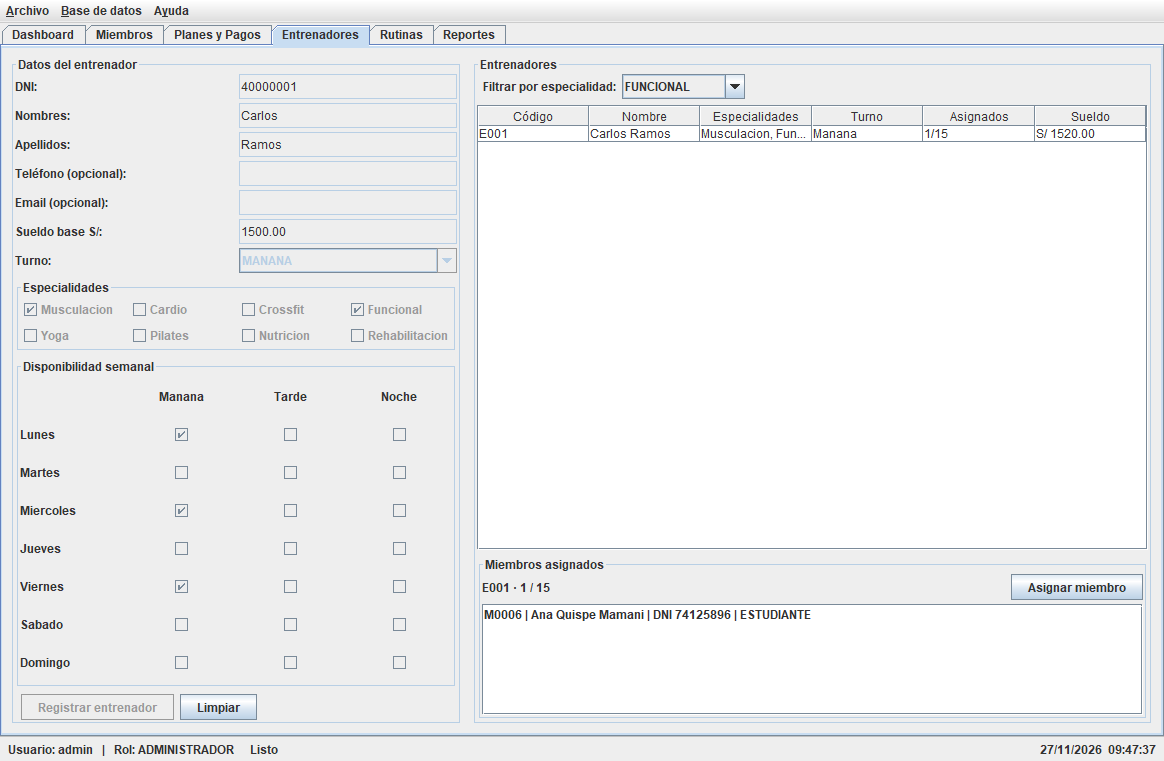 Archivo Base de datos Ayuda
Dashboard Miembros Planes y Pagos Entrenadores Rutinas Reportes
Datos del entrenador
DNI: 40000001
Nombres: Carlos
Apellidos: Ramos
Teléfono (opcional):
Email (opcional):
Sueldo base S/: 1500.00
Turno: MANANA
Especialidades
Musculacion Cardio Crossfit Funcional
Yoga Pilates Nutricion Rehabilitacion
Disponibilidad semanal
Manana Tarde Noche
Lunes
Martes
Miercoles
Jueves
Viernes
Sabado
Domingo
Registrar entrenador Limpiar
Entrenadores
Filtrar por especialidad: FUNCIONAL
Código Nombre Especialidades Turno Asignados Sueldo
E001 Carlos Ramos Musculacion, Fun... Manana 1/15 S/ 1520.00
Miembros asignados
E001 · 1 / 15 Asignar miembro
M0006 | Ana Quispe Mamani | DNI 74125896 | ESTUDIANTE
Usuario: admin | Rol: ADMINISTRADOR Listo 27/11/2026 09:47:37